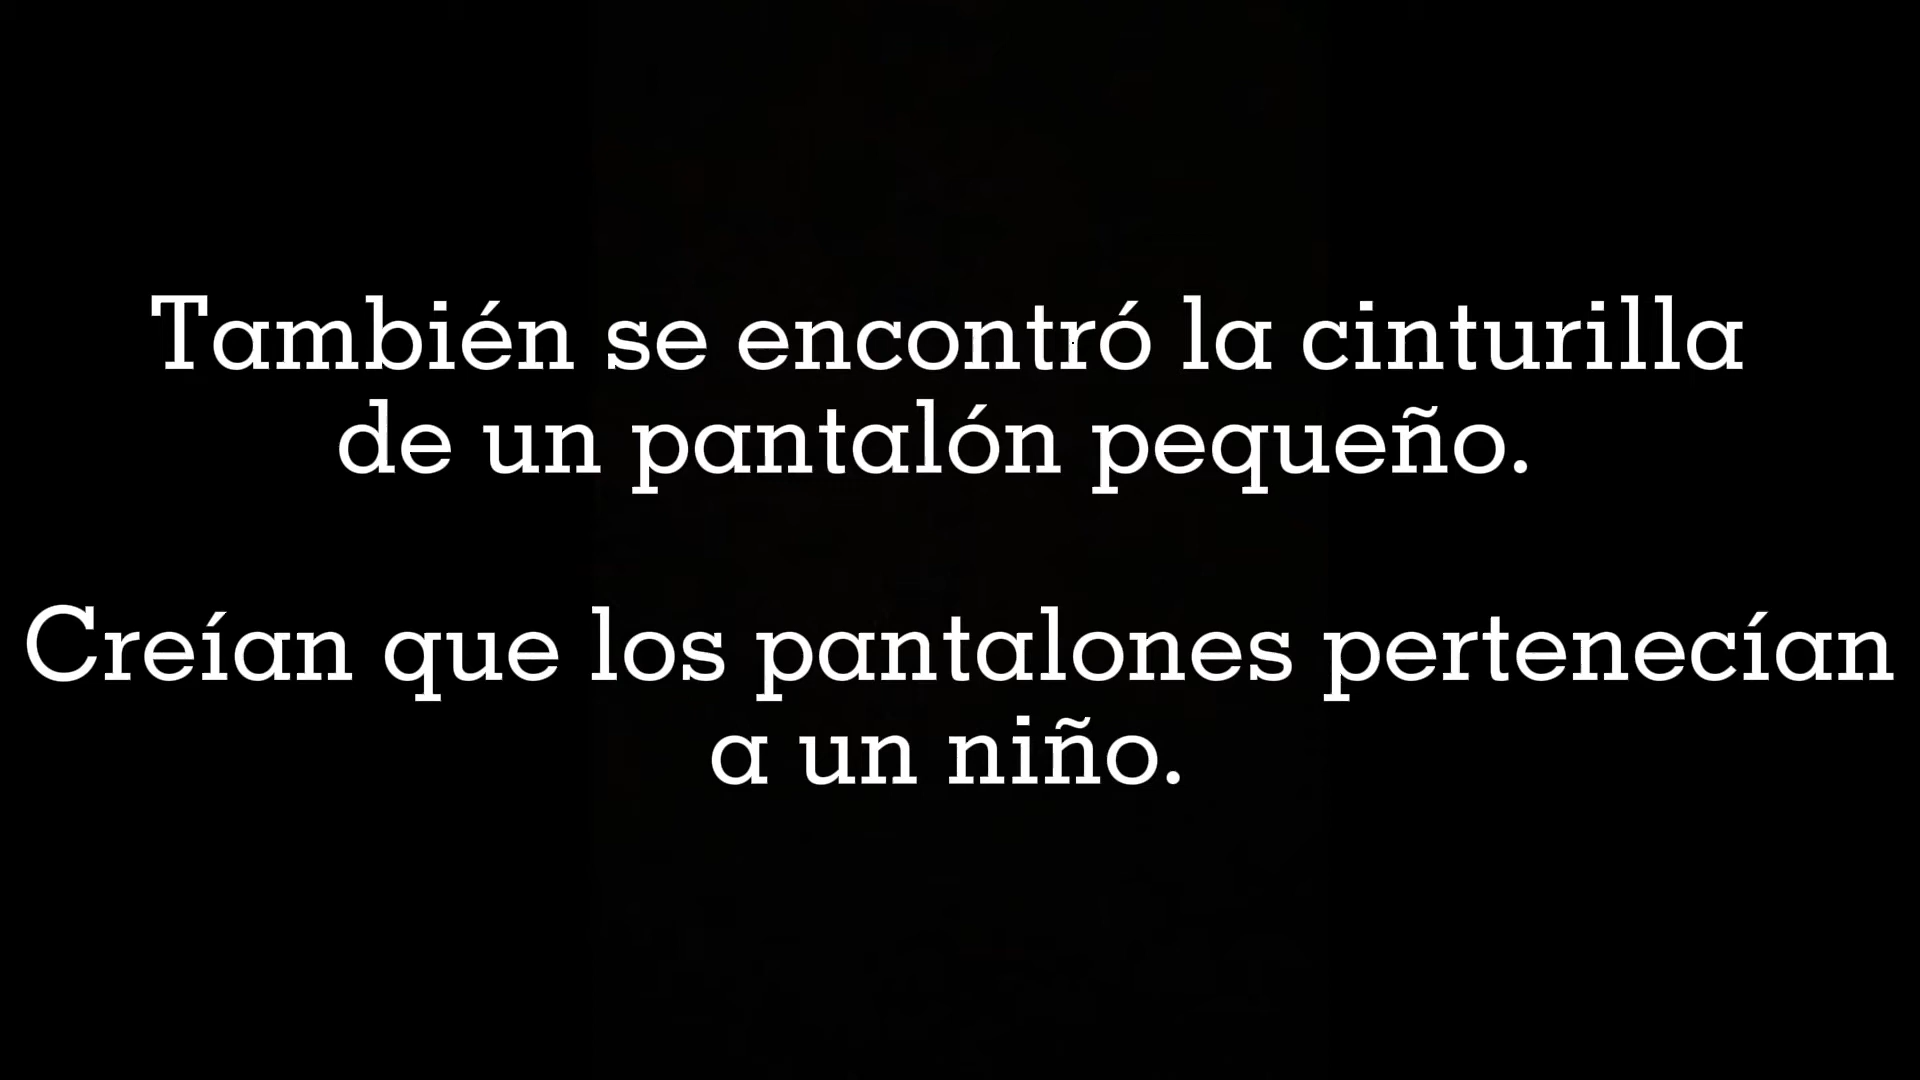 También se encontró la cinturilla
de un pantalón pequeño.
Creían que los pantalones pertenecían
a un niño.